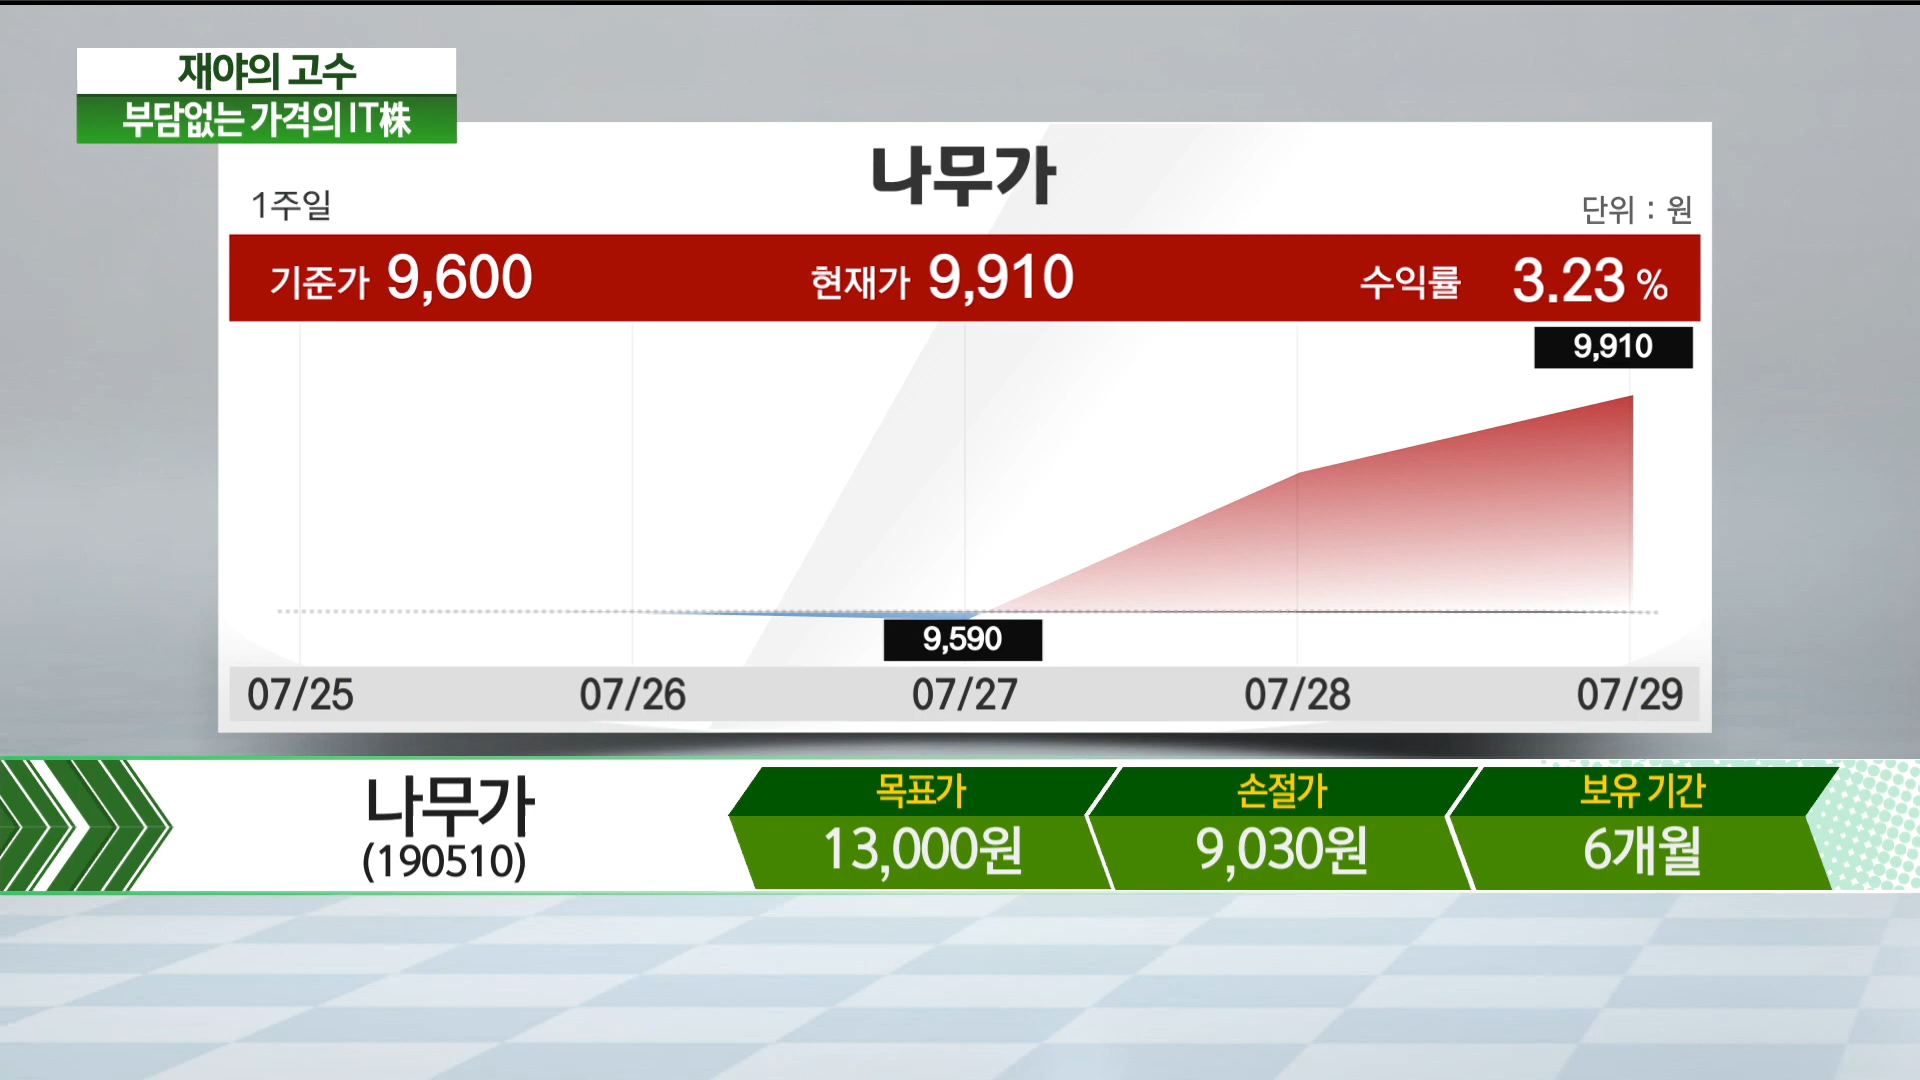 재야의 고수
부담없는 가격의 IT株
나무가
1주일
단위 : 원
기준가 9,600 현재가 9,910 수익률 3.23 %
9,910
9,590
07/25 07/26 07/27 07/28 07/29
나무가
(190510)
목표가 손절가 보유 기간
13,000원 9,030원 6개월